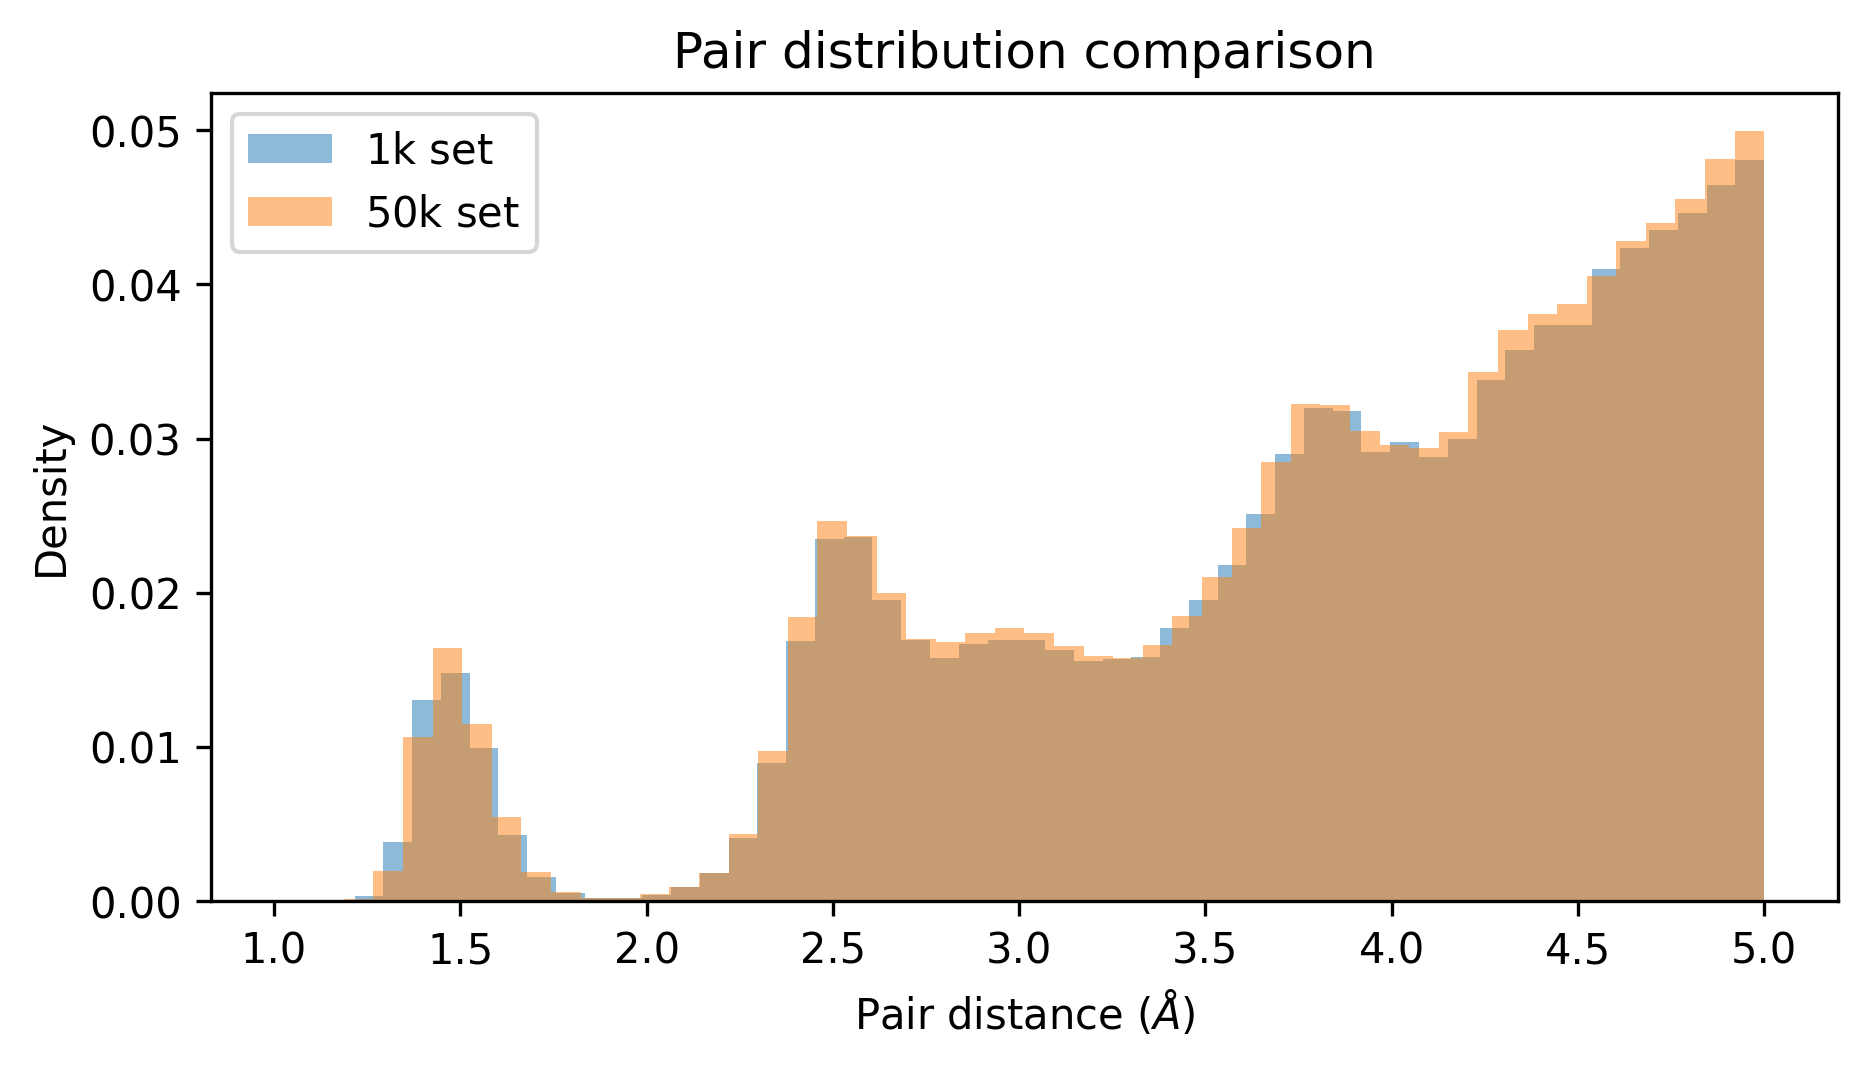 Pair distribution comparison
1k set
50k set
0.05
0.04
0.03
0.02
0.01
0.00
Density
1.0 1.5 2.0 2.5 3.0 3.5 4.0 4.5 5.0
Pair distance (Å)